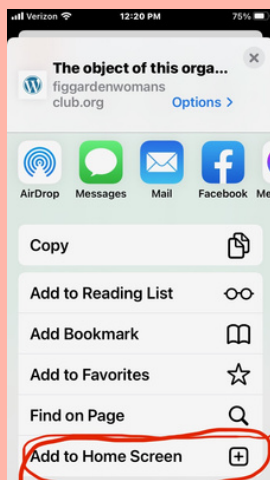 Verizon 12:20 PM 75%
The object of this orga...
figgardenwomans
club.org Options >
AirDrop Messages Mail Facebook Me
Copy
Add to Reading List
Add Bookmark
Add to Favorites
Find on Page
Add to Home Screen